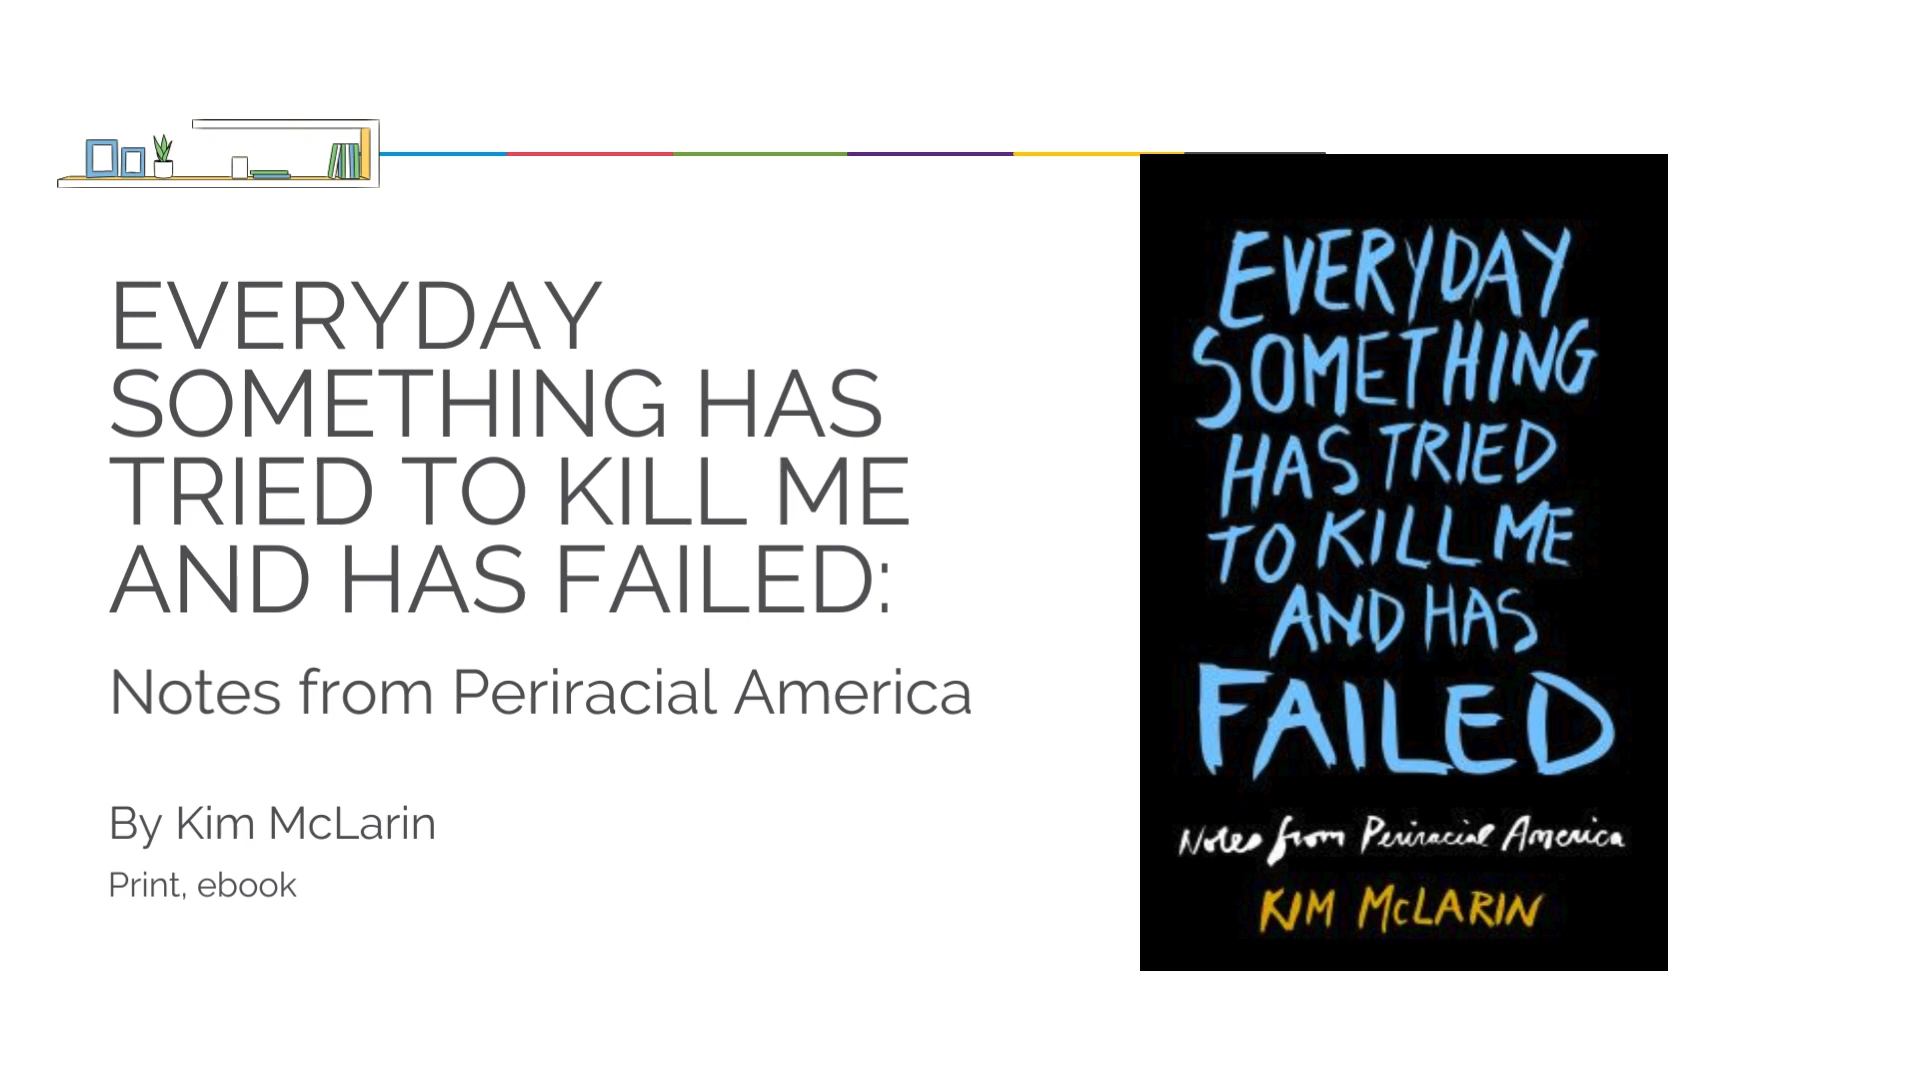 EVERYDAY
SOMETHING HAS
TRIED TO KILL ME
AND HAS FAILED:
Notes from Periracial America
By Kim McLarin
Print, ebook
EVERYDAY
SOMETHING
HAS TRIED
TO KILL ME
AND HAS
FAILED
Notes from Periracial America
KIM McLARIN